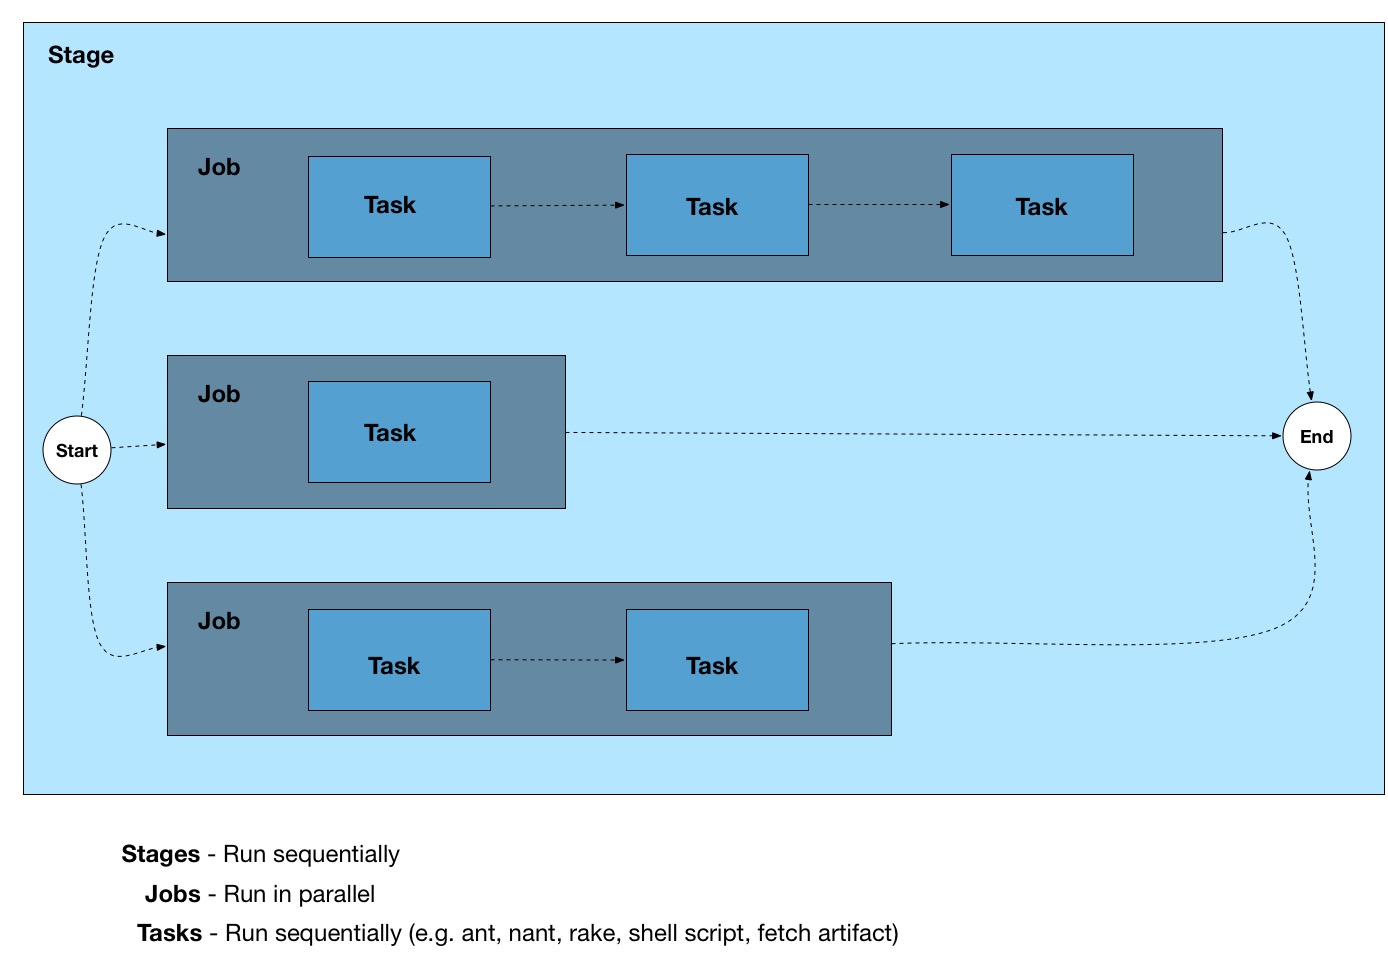 Stage
Job
Task
Task
Task
Job
Task
Start
End
Job
Task
Task
Stages - Run sequentially
Jobs - Run in parallel
Tasks - Run sequentially (e.g. ant, nant, rake, shell script, fetch artifact)